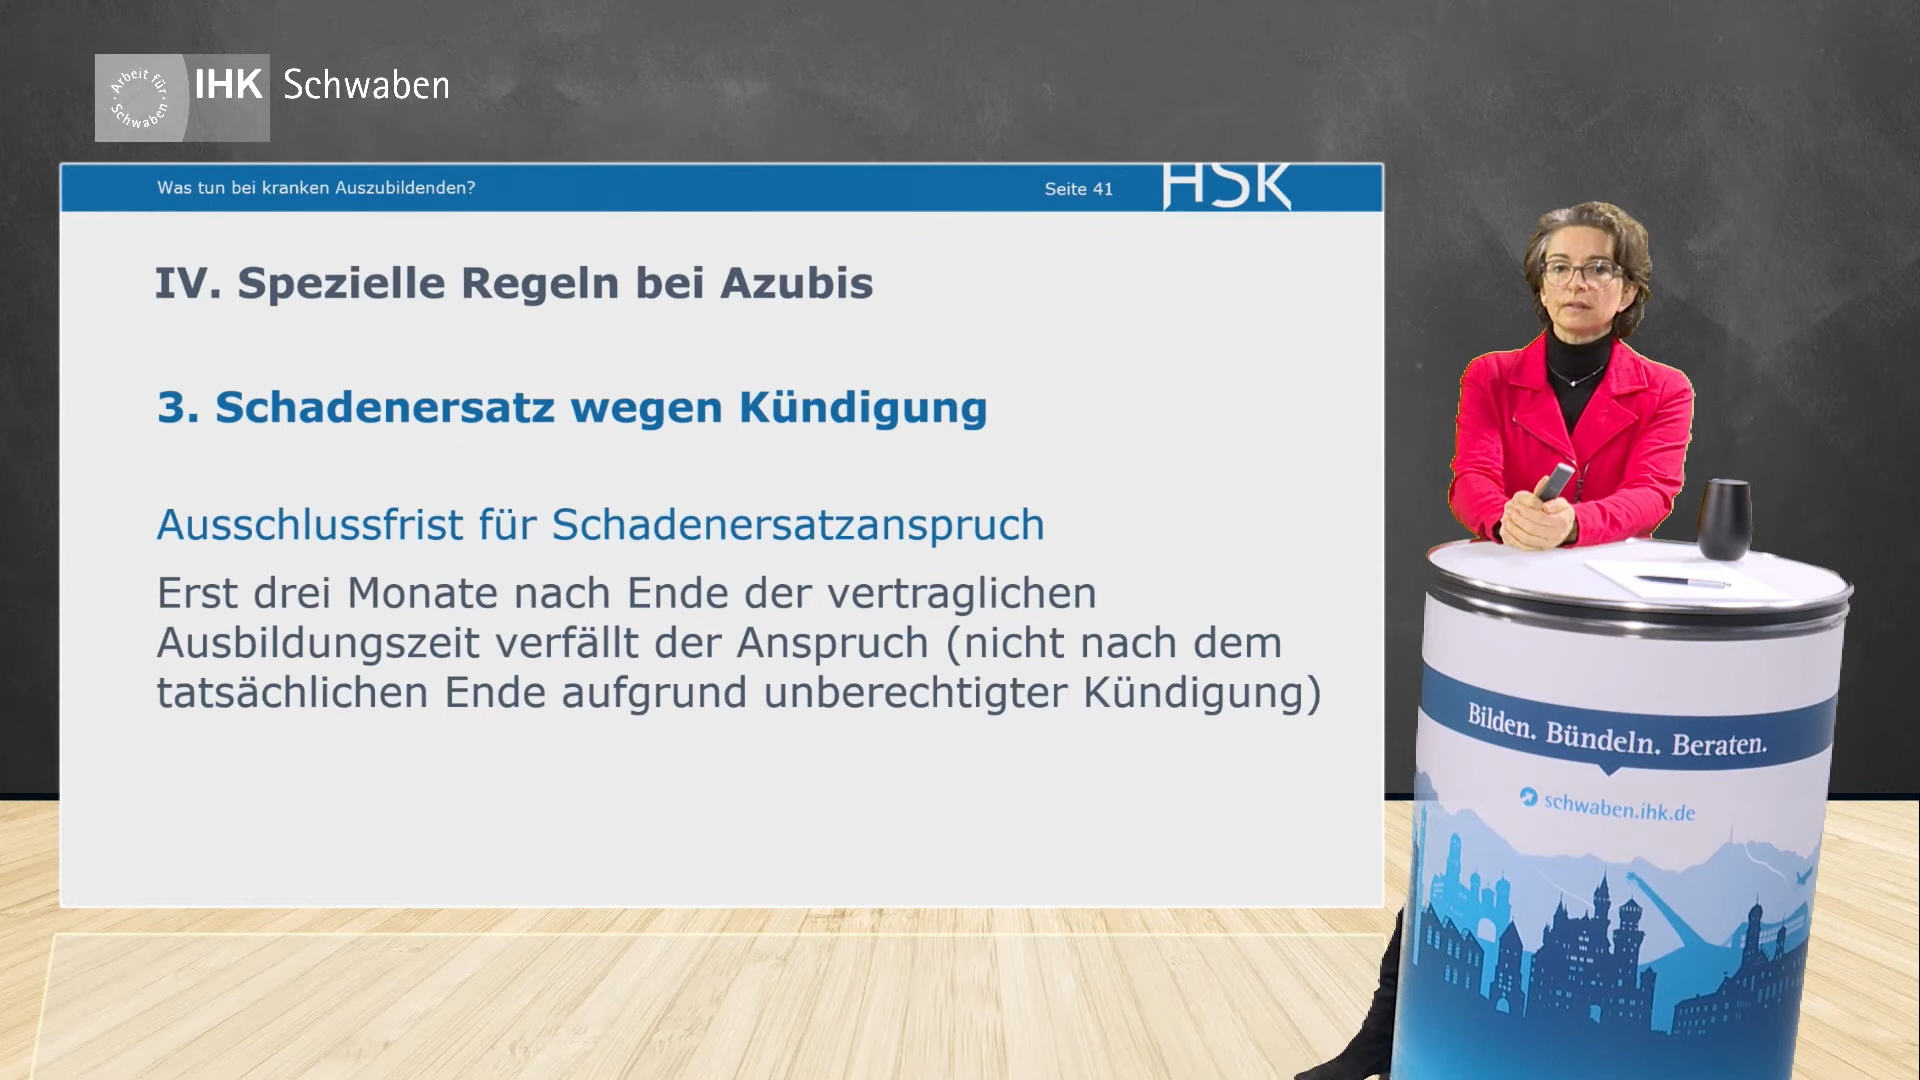 Arbeit für
Schwaben
IHK Schwaben
Was tun bei kranken Auszubildenden?
Seite 41
HSK
IV. Spezielle Regeln bei Azubis
3. Schadenersatz wegen Kündigung
Ausschlussfrist für Schadenersatzanspruch
Erst drei Monate nach Ende der vertraglichen
Ausbildungszeit verfällt der Anspruch (nicht nach dem
tatsächlichen Ende aufgrund unberechtigter Kündigung)
Bilden. Bündeln. Beraten.
schwaben.ihk.de